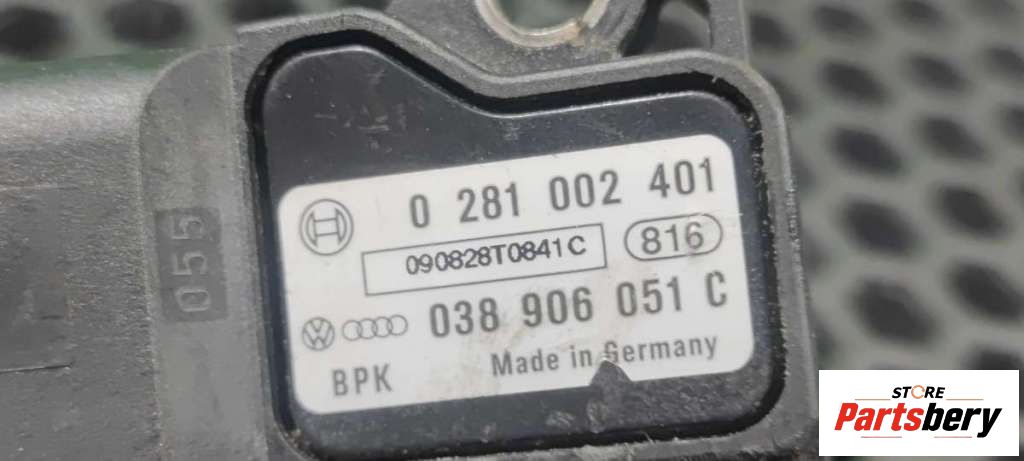 0 281 002 401
090828T0841C
816
038 906 051 C
BPK
Made in Germany
055
STORE
Partsbery